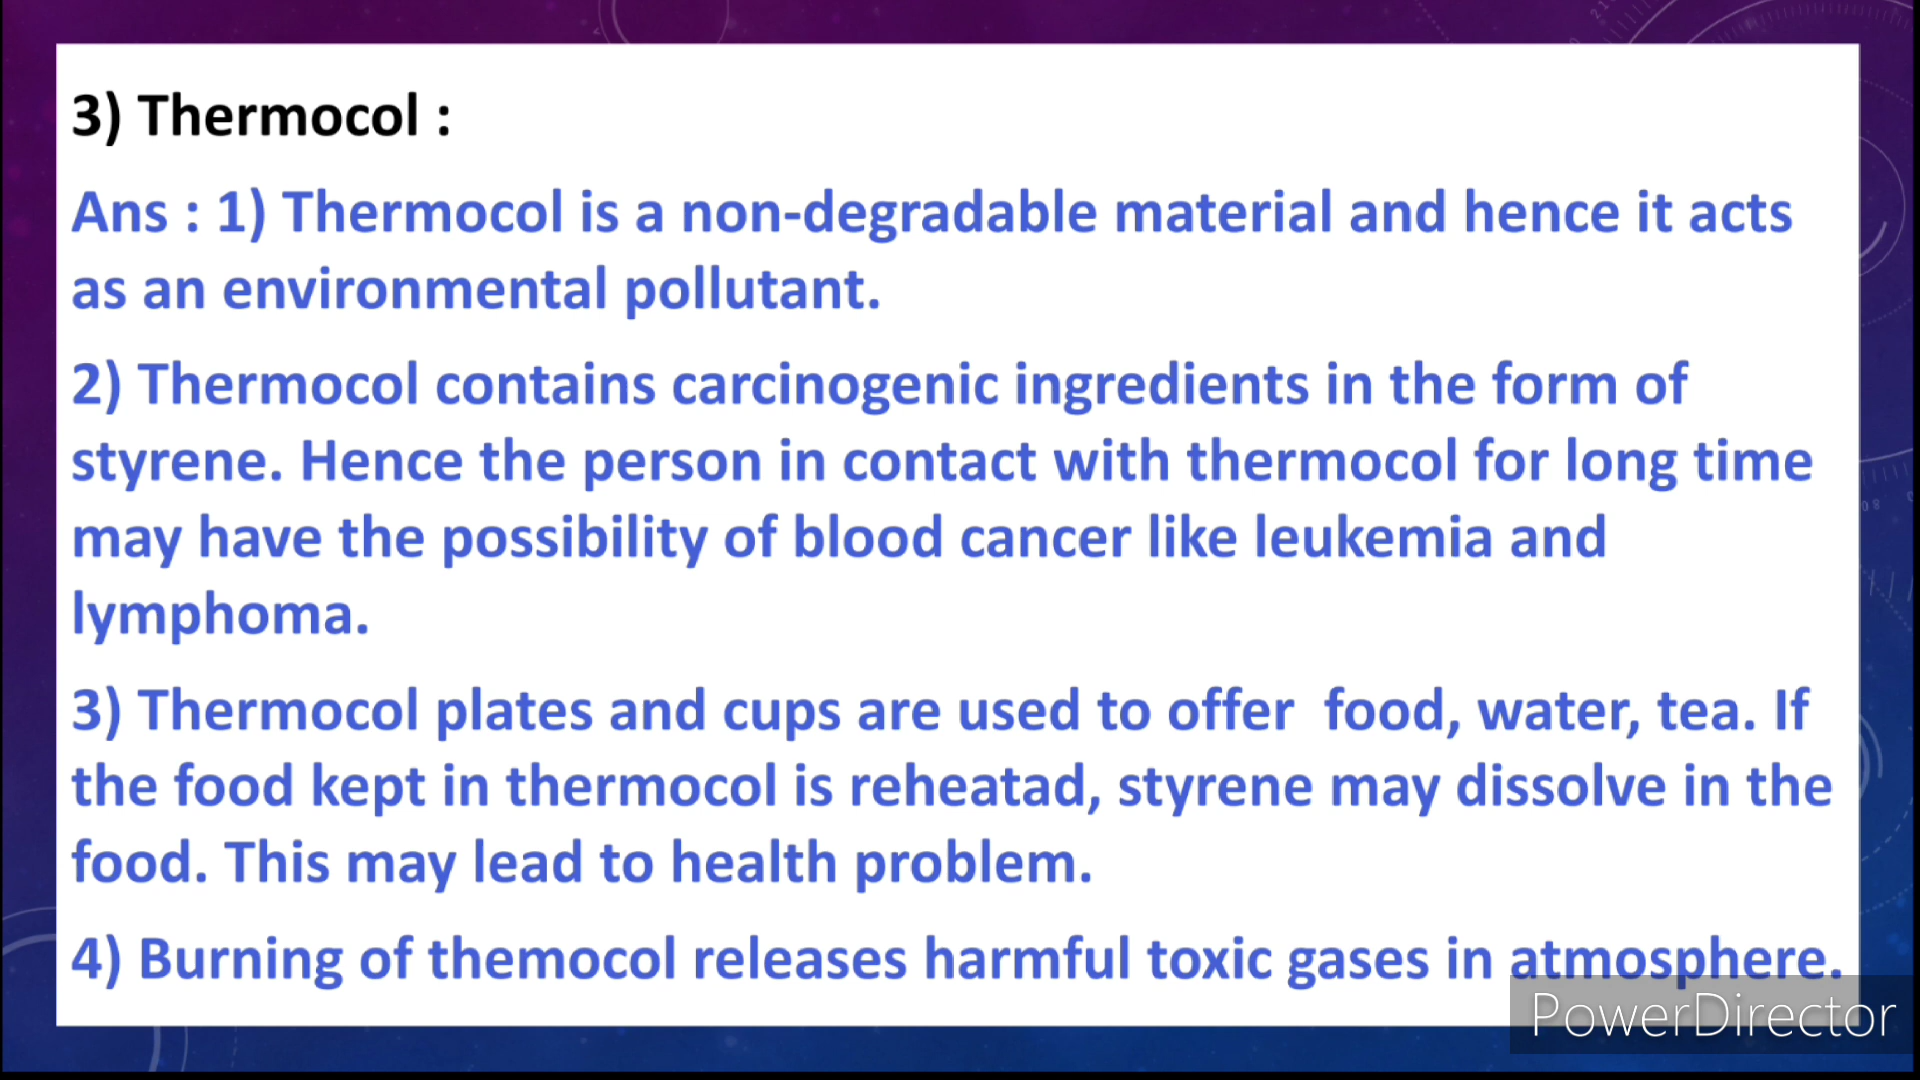 3) Thermocol :
Ans : 1) Thermocol is a non-degradable material and hence it acts
as an environmental pollutant.
2) Thermocol contains carcinogenic ingredients in the form of
styrene. Hence the person in contact with thermocol for long time
may have the possibility of blood cancer like leukemia and
lymphoma.
3) Thermocol plates and cups are used to offer  food, water, tea. If
the food kept in thermocol is reheatad, styrene may dissolve in the
food. This may lead to health problem.
4) Burning of themocol releases harmful toxic gases in atmosphere.
PowerDirector